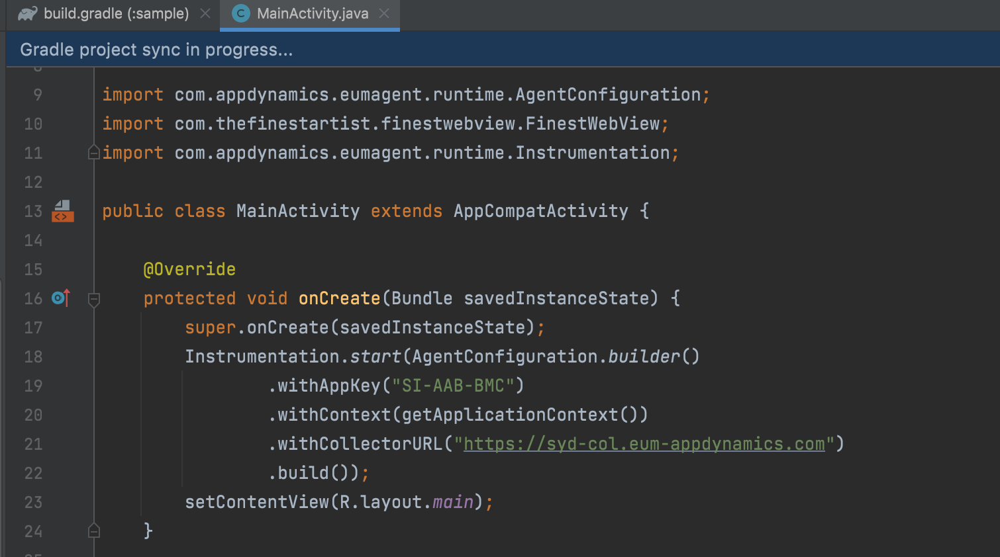 build.gradle (:sample)
MainActivity.java
Gradle project sync in progress...
9 import com.appdynamics.eumagent.runtime.AgentConfiguration;
10 import com.thefinestartist.finestwebview.FinestWebView;
11 import com.appdynamics.eumagent.runtime.Instrumentation;
12
13 public class MainActivity extends AppCompatActivity {
14
15 @Override
16 protected void onCreate(Bundle savedInstanceState) {
17 super.onCreate(savedInstanceState);
18 Instrumentation.start(AgentConfiguration.builder()
19 .withAppKey("SI-AAB-BMC")
20 .withContext(getApplicationContext())
21 .withCollectorURL("https://syd-col.eum-appdynamics.com")
22 .build());
23 setContentView(R.layout.main);
24 }